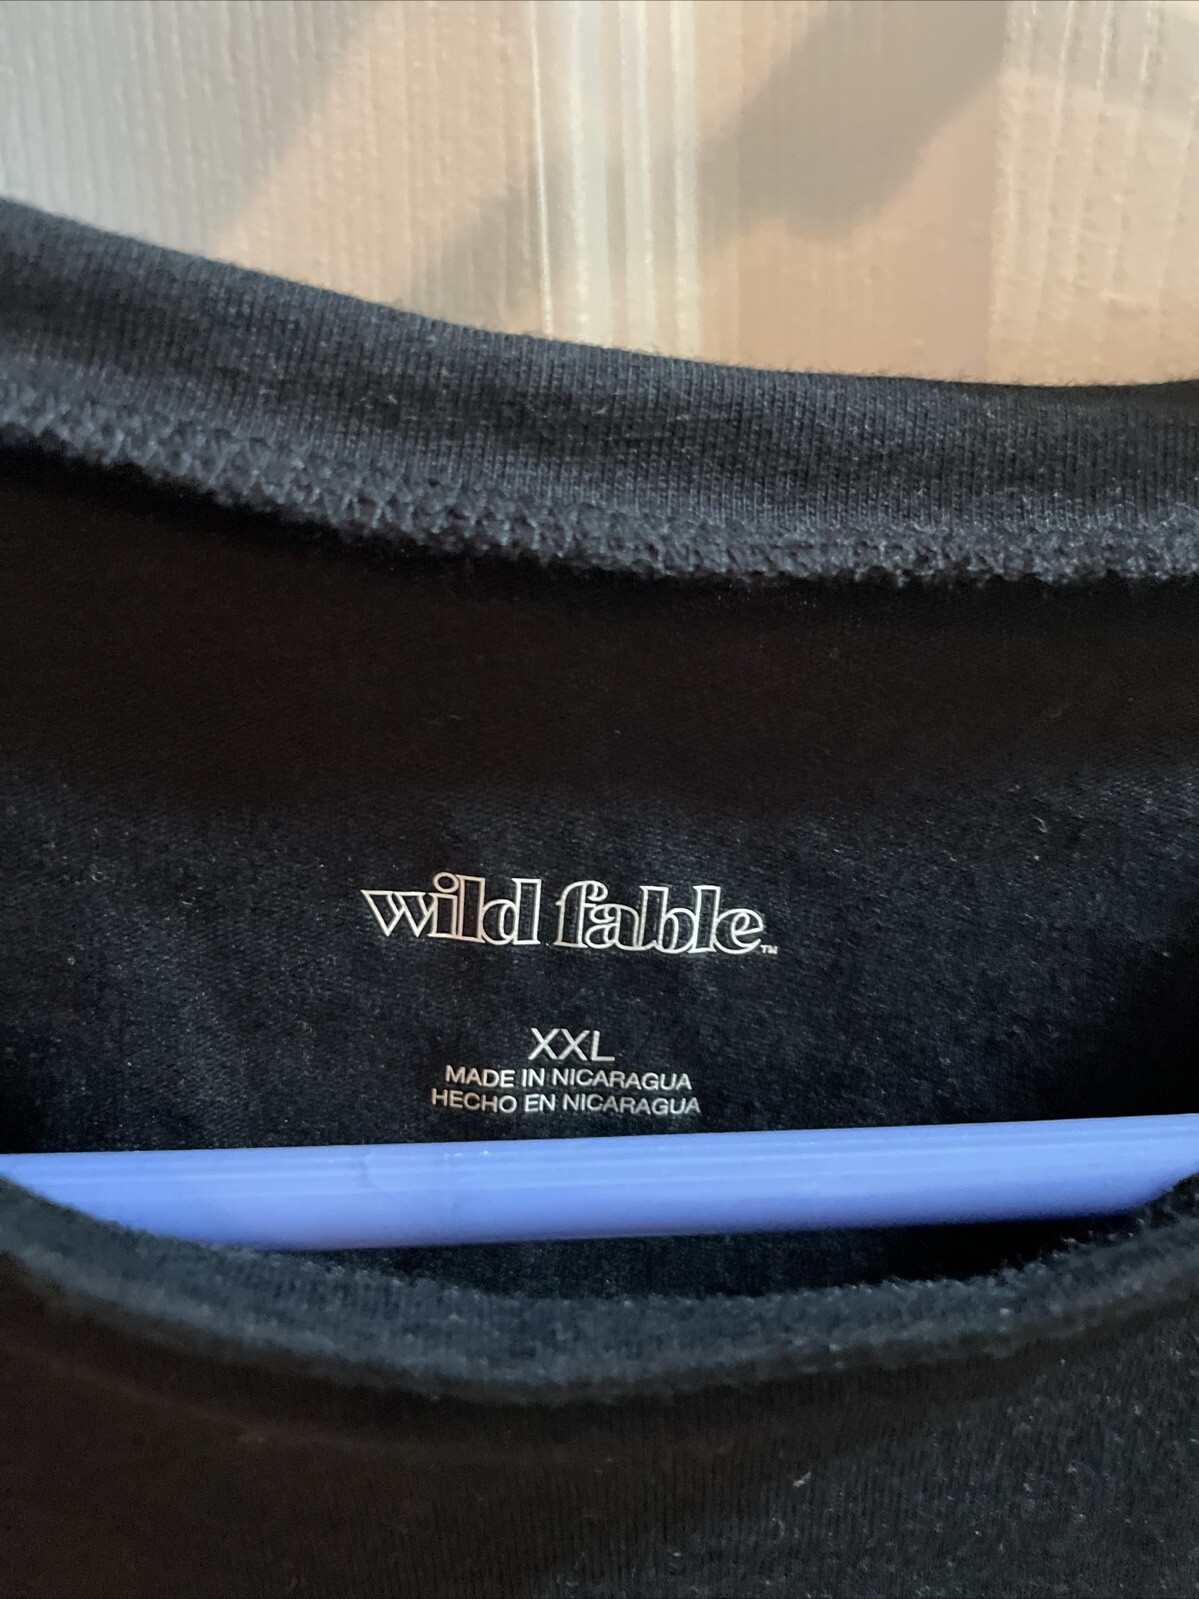 wild fable™
XXL
MADE IN NICARAGUA
HECHO EN NICARAGUA